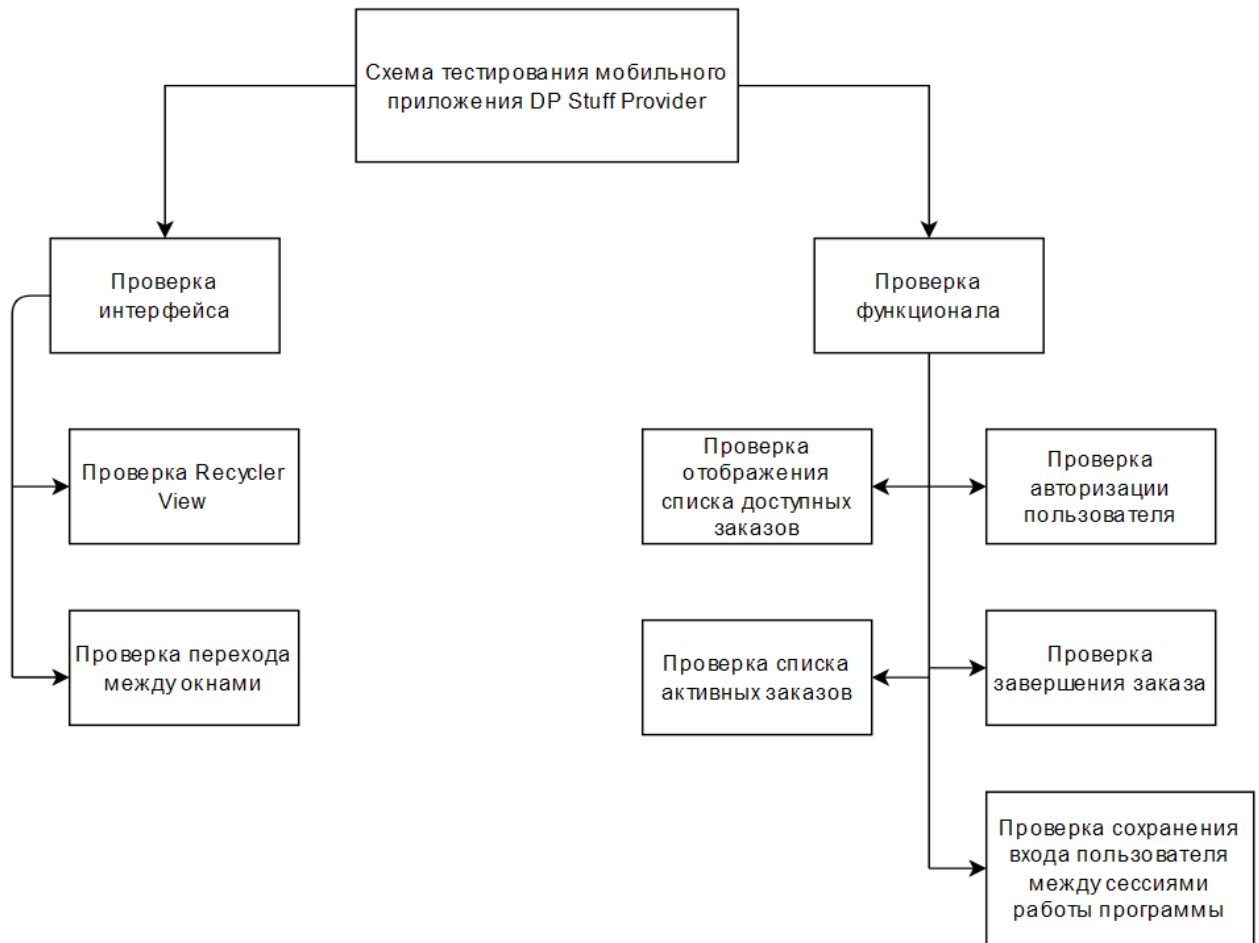 Схема тестирования мобильного
приложения DP Stuff Provider
Проверка
интерфейса
Проверка
функционала
Проверка Recycler
View
Проверка
отображения
списка доступных
заказов
Проверка
авторизации
пользователя
Проверка перехода
между окнами
Проверка списка
активных заказов
Проверка
завершения заказа
Проверка сохранения
входа пользователя
между сессиями
работы программы